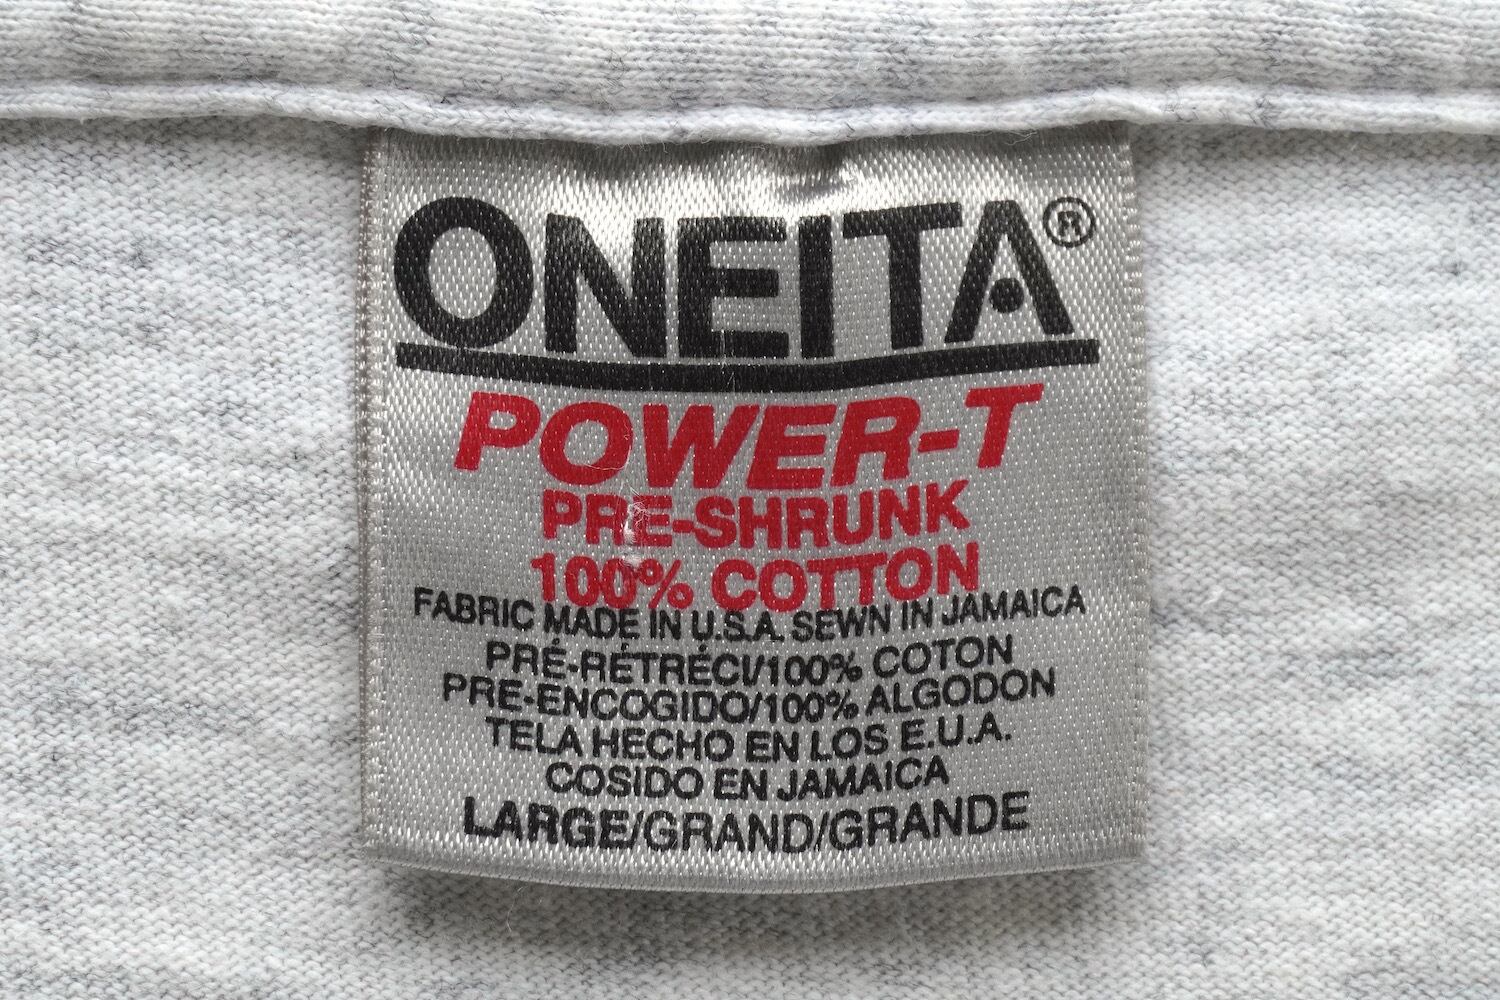 ONEITA®
POWER-T
PRE-SHRUNK
100% COTTON
FABRIC MADE IN U.S.A. SEWN IN JAMAICA
PRÉ-RÉTRÉCI/100% COTON
PRE-ENCOGIDO/100% ALGODON
TELA HECHO EN LOS E.U.A.
COSIDO EN JAMAICA
LARGE/GRAND/GRANDE